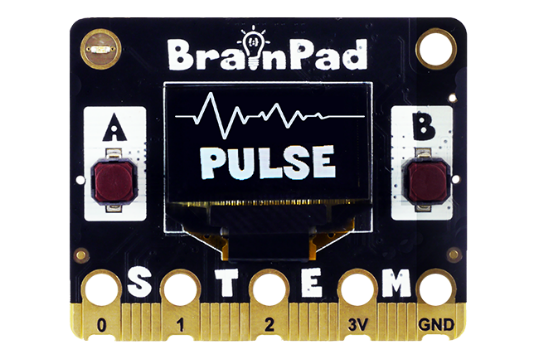 BrainPad
A B
PULSE
S T E M
0 1 2 3V GND